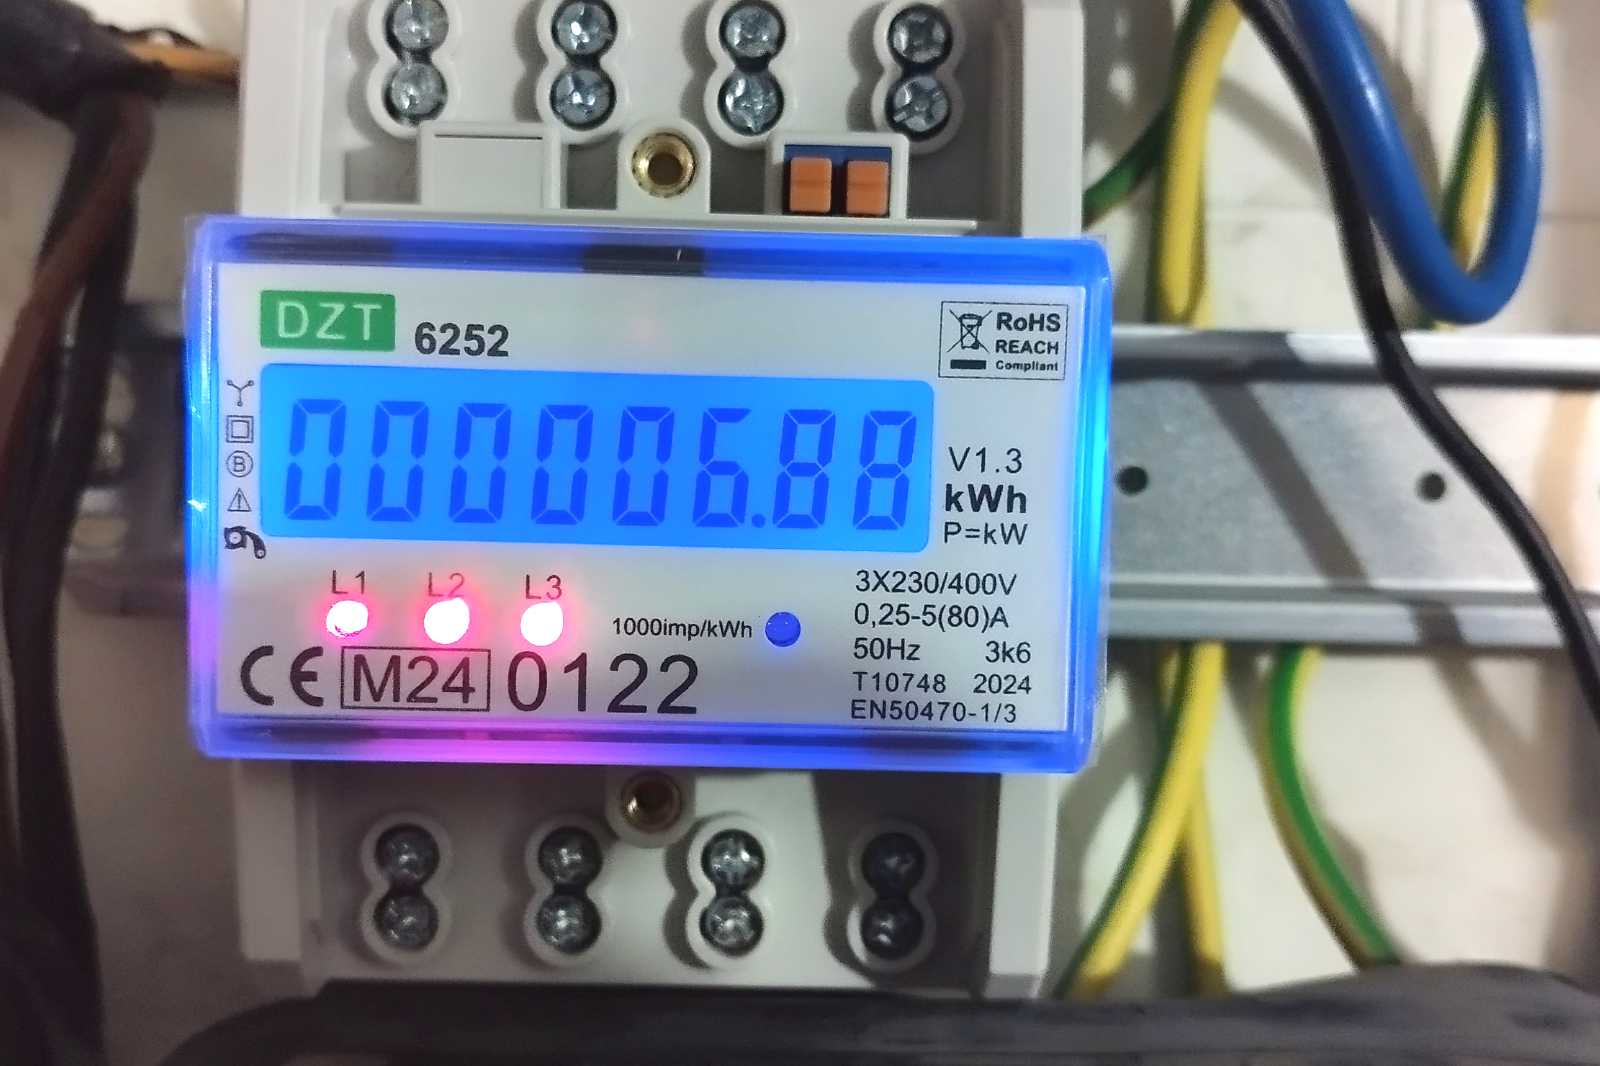 DZT 6252
RoHS
REACH
Compliant
000006.88
V1.3
kWh
P=kW
B
L1 L2 L3
1000imp/kWh
3X230/400V
0,25-5(80)A
50Hz 3k6
T10748 2024
EN50470-1/3
CE M24 0122